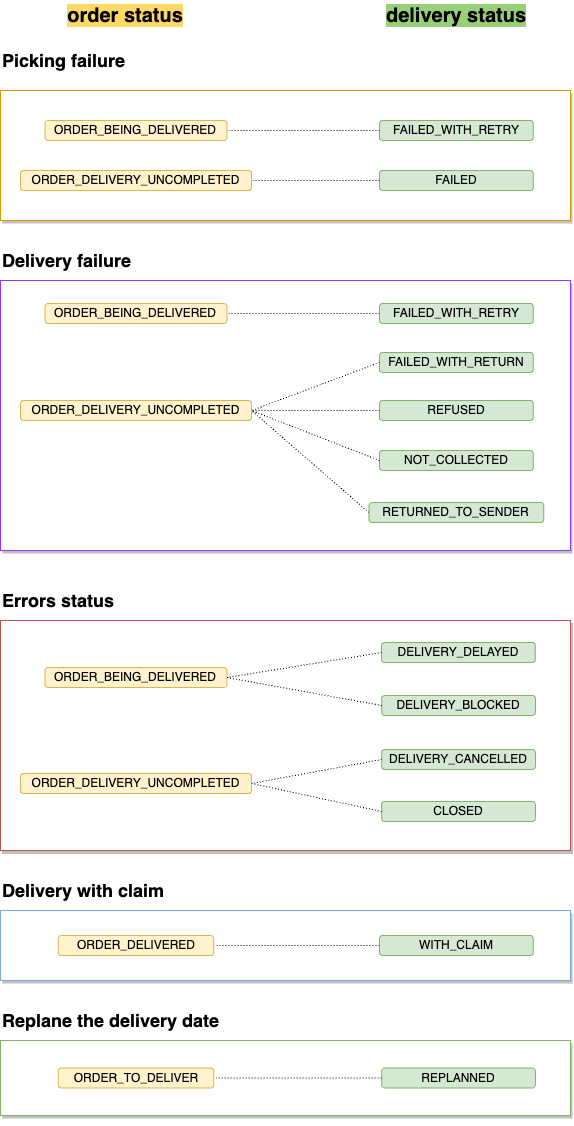 order status
delivery status
Picking failure
ORDER_BEING_DELIVERED
FAILED_WITH_RETRY
ORDER_DELIVERY_UNCOMPLETED
FAILED
Delivery failure
ORDER_BEING_DELIVERED
FAILED_WITH_RETRY
FAILED_WITH_RETURN
ORDER_DELIVERY_UNCOMPLETED
REFUSED
NOT_COLLECTED
RETURNED_TO_SENDER
Errors status
DELIVERY_DELAYED
ORDER_BEING_DELIVERED
DELIVERY_BLOCKED
DELIVERY_CANCELLED
ORDER_DELIVERY_UNCOMPLETED
CLOSED
Delivery with claim
ORDER_DELIVERED
WITH_CLAIM
Replane the delivery date
ORDER_TO_DELIVER
REPLANNED